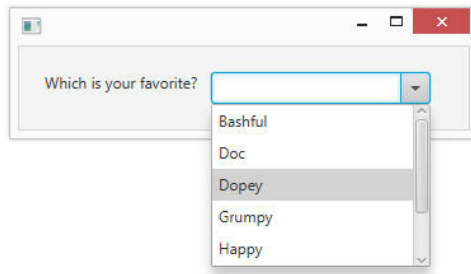 Which is your favorite?
Bashful
Doc
Dopey
Grumpy
Happy